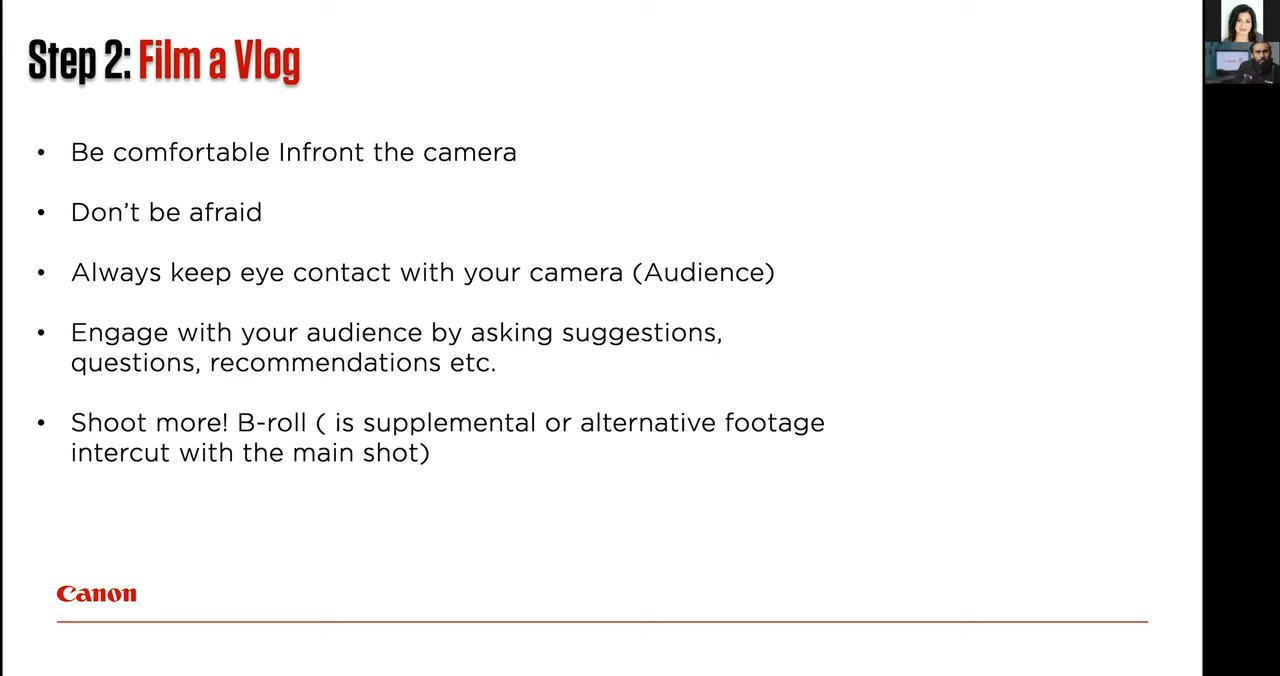 Step 2: Film a Vlog
• Be comfortable Infront the camera
• Don’t be afraid
• Always keep eye contact with your camera (Audience)
• Engage with your audience by asking suggestions,
questions, recommendations etc.
• Shoot more! B-roll ( is supplemental or alternative footage
intercut with the main shot)
Canon